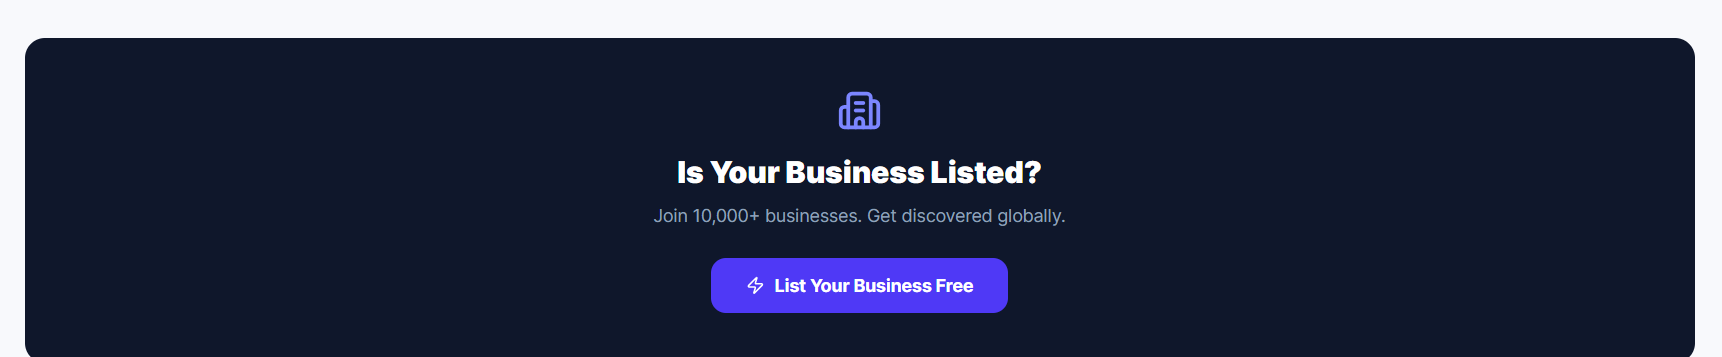 Is Your Business Listed?
Join 10,000+ businesses. Get discovered globally.
List Your Business Free